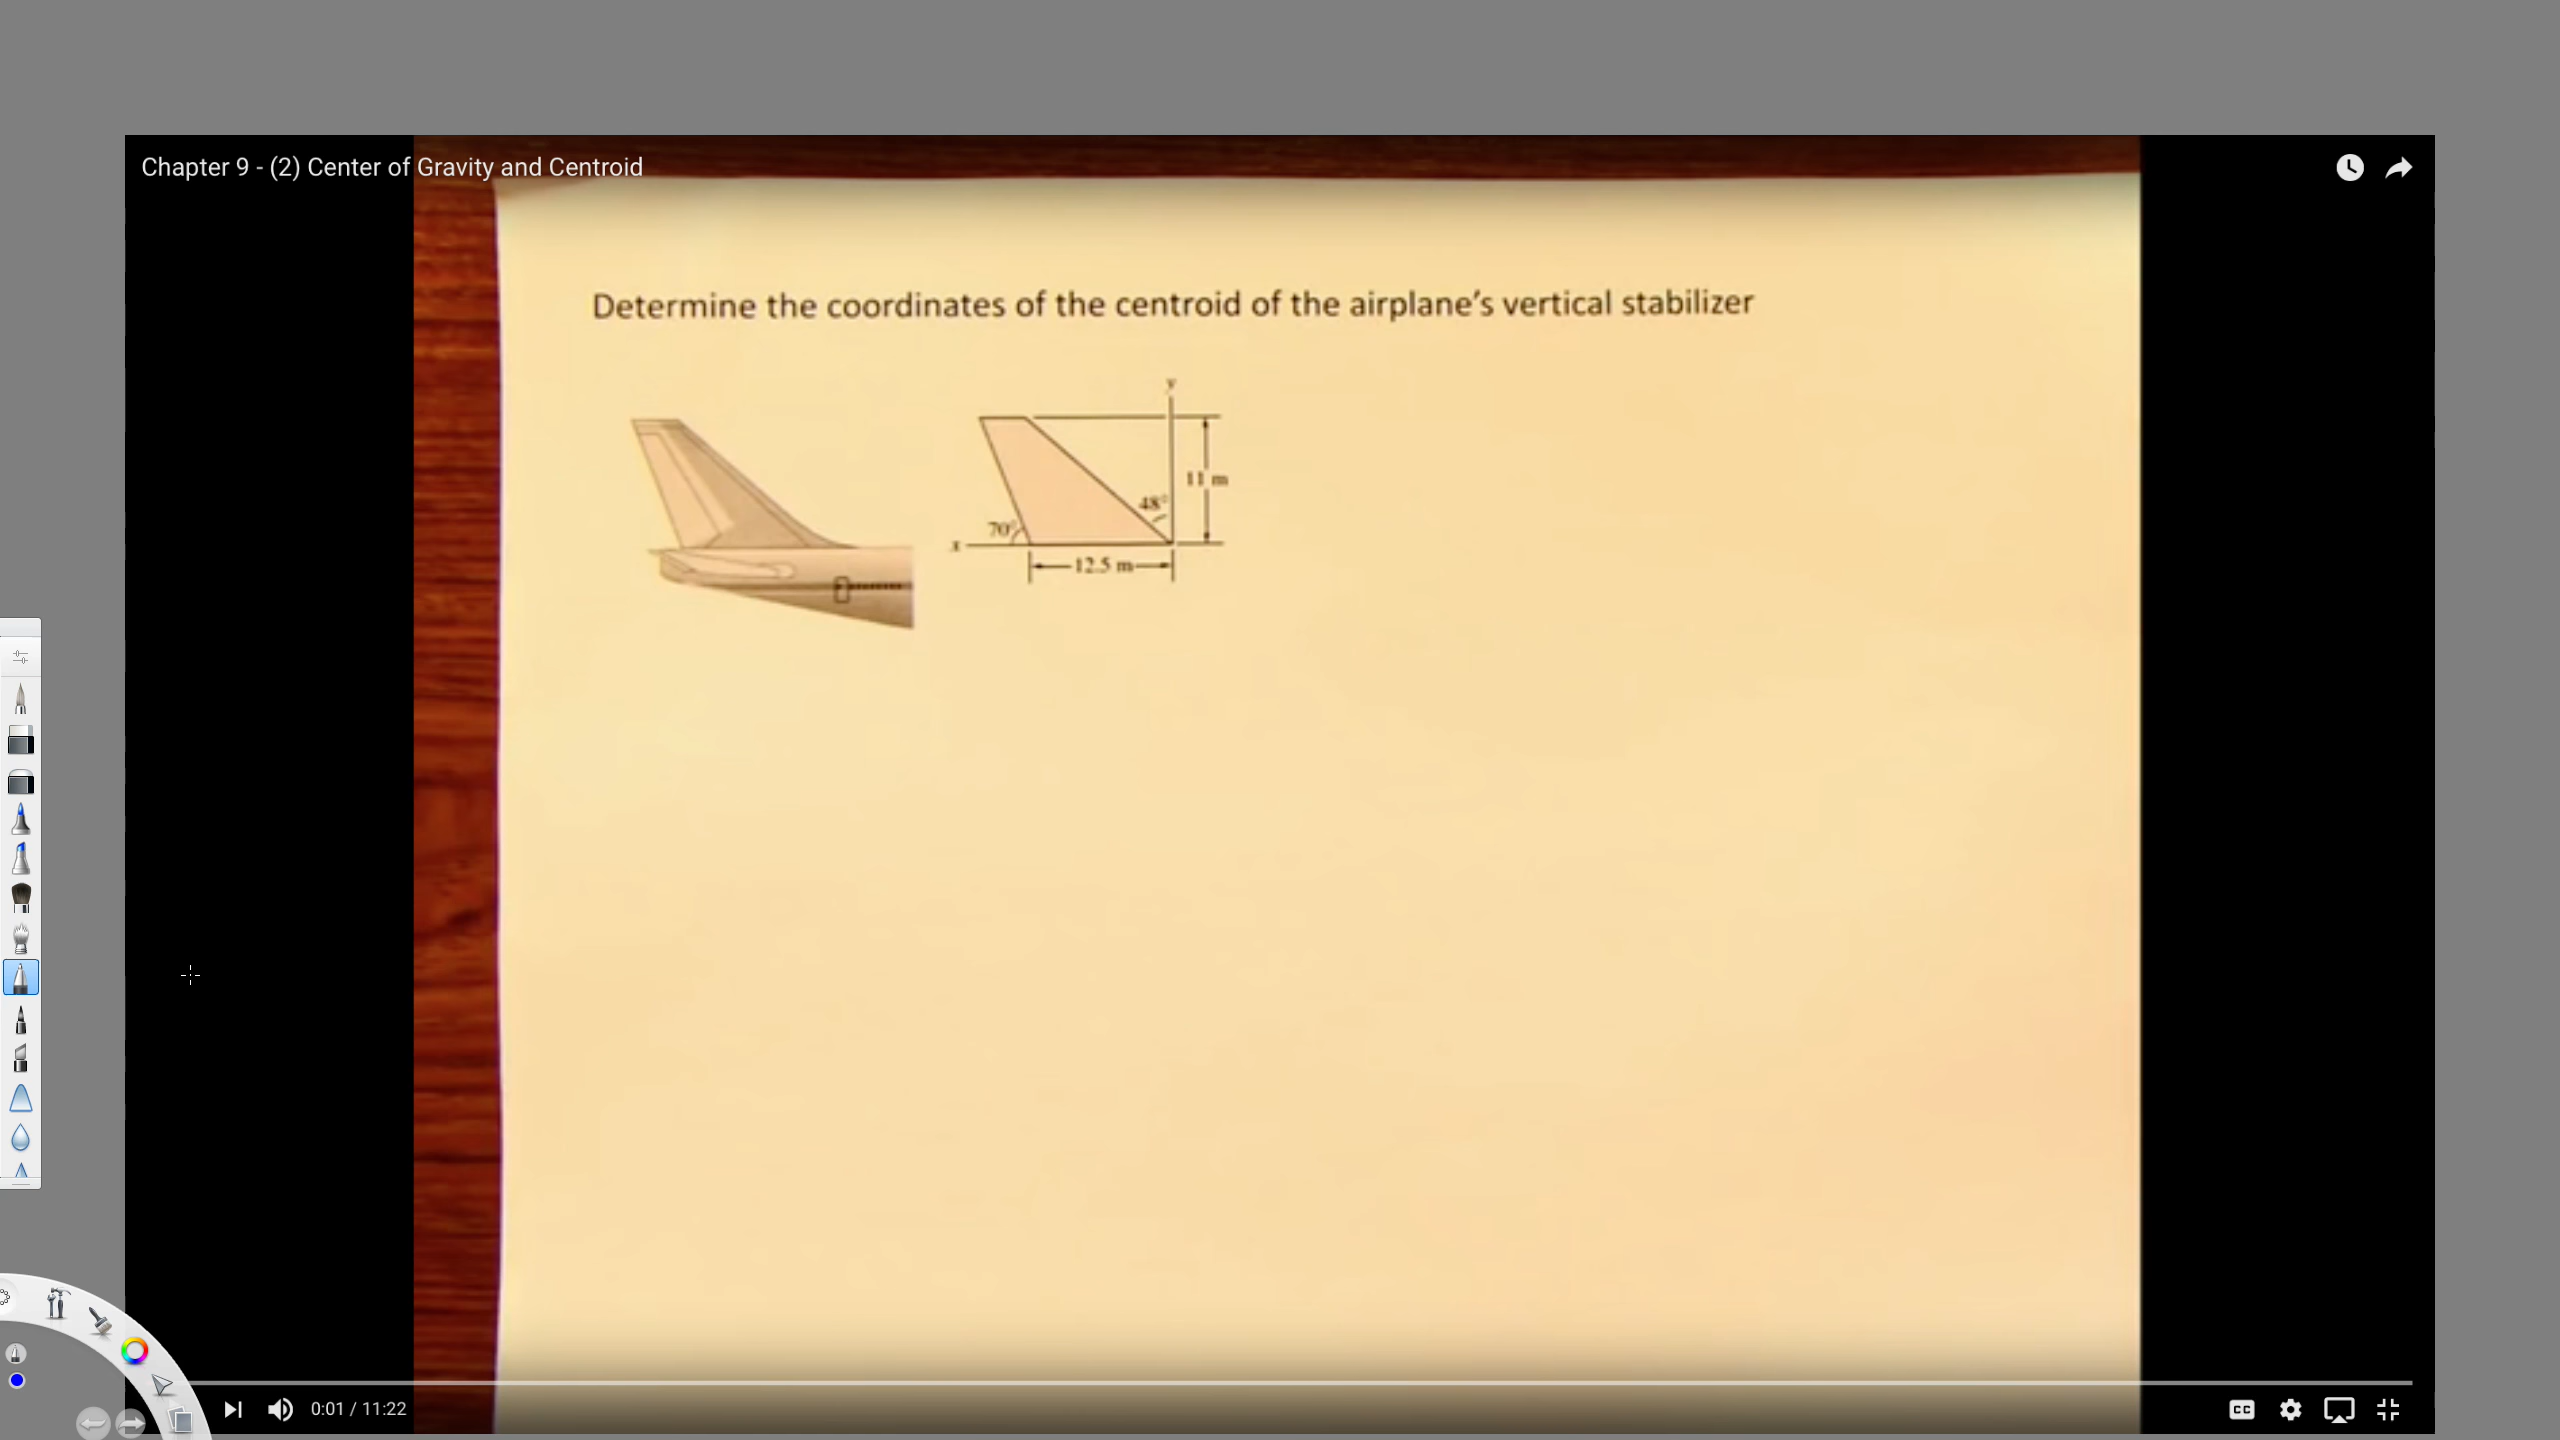 Chapter 9 - (2) Center of Gravity and Centroid
Determine the coordinates of the centroid of the airplane's vertical stabilizer
y
11 m
48°
70°
x
12.5 m
0:01 / 11:22
CC